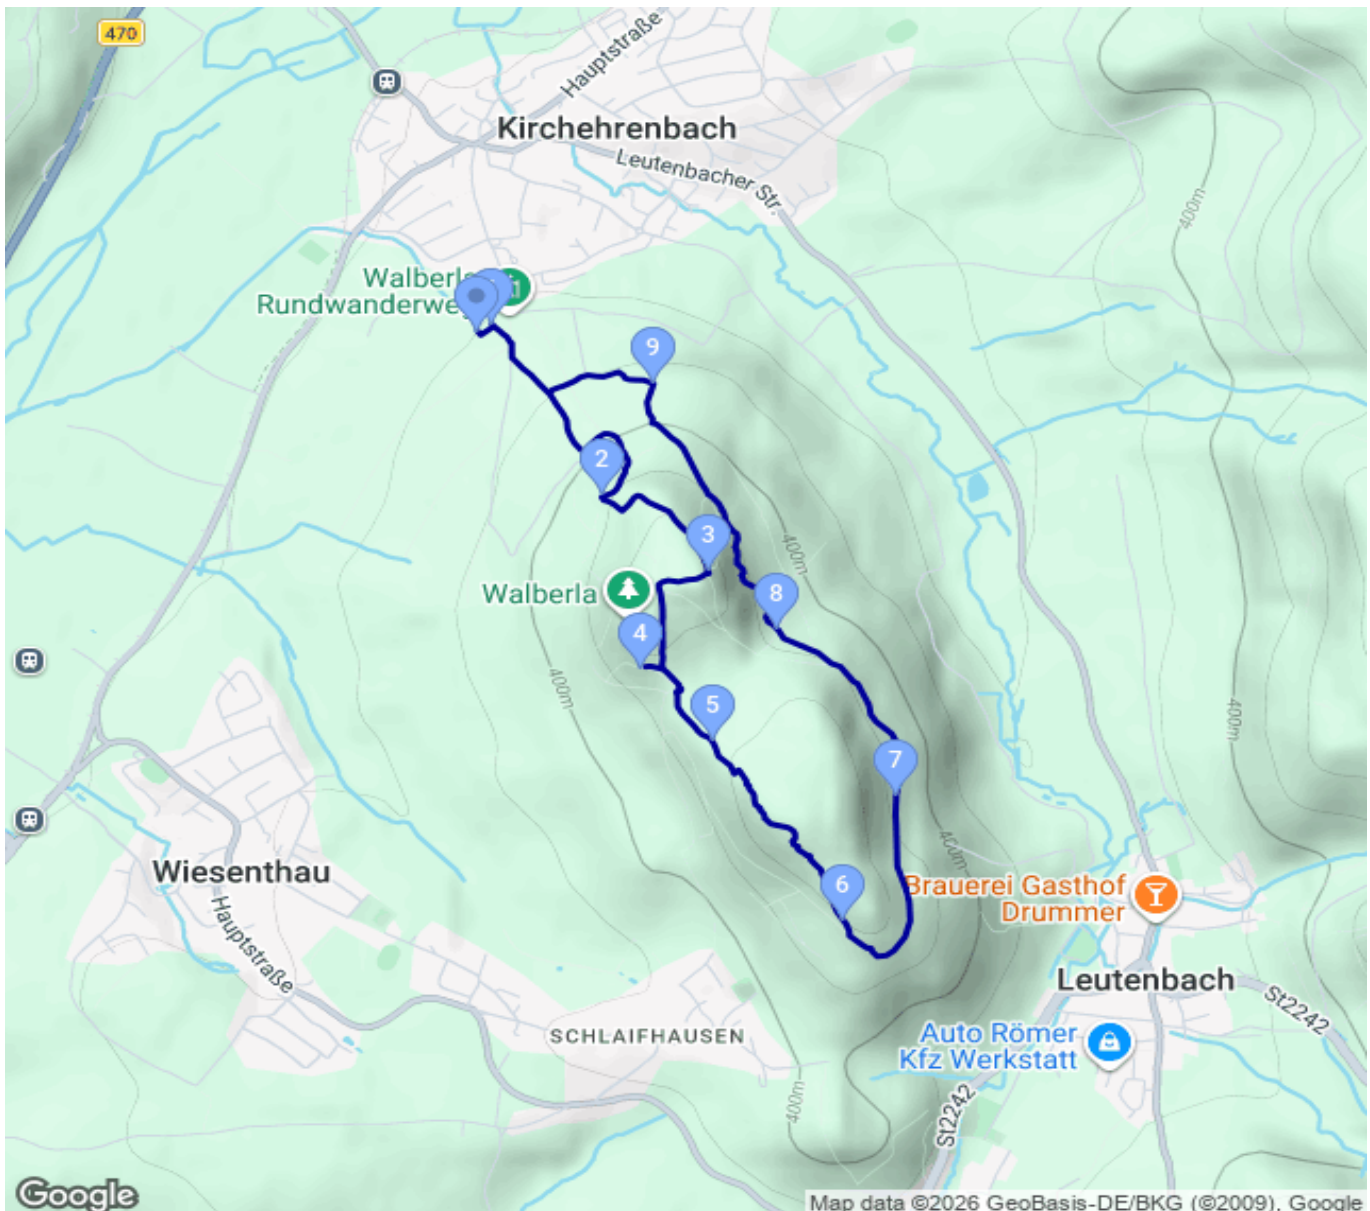 470
Hauptstraße
Kirchehrenbach
Leutenbacher Str.
400m
Walberla
Rundwanderweg
9
2
3
400m
8
Walberla
4
400m
5
400m
7
400m
Wiesenthau
6
Brauerei Gasthof
Drummer
Hauptstraße
Leutenbach
St2242
SCHLAIFHAUSEN
Auto Römer
Kfz Werkstatt
400m
St2242
Google
Map data ©2026 GeoBasis-DE/BKG (©2009), Google